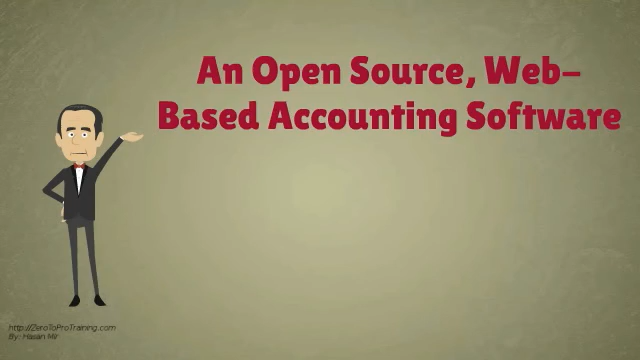 An Open Source, Web-
Based Accounting Software
http://ZeroToProTraining.com
By: Hasan Mir